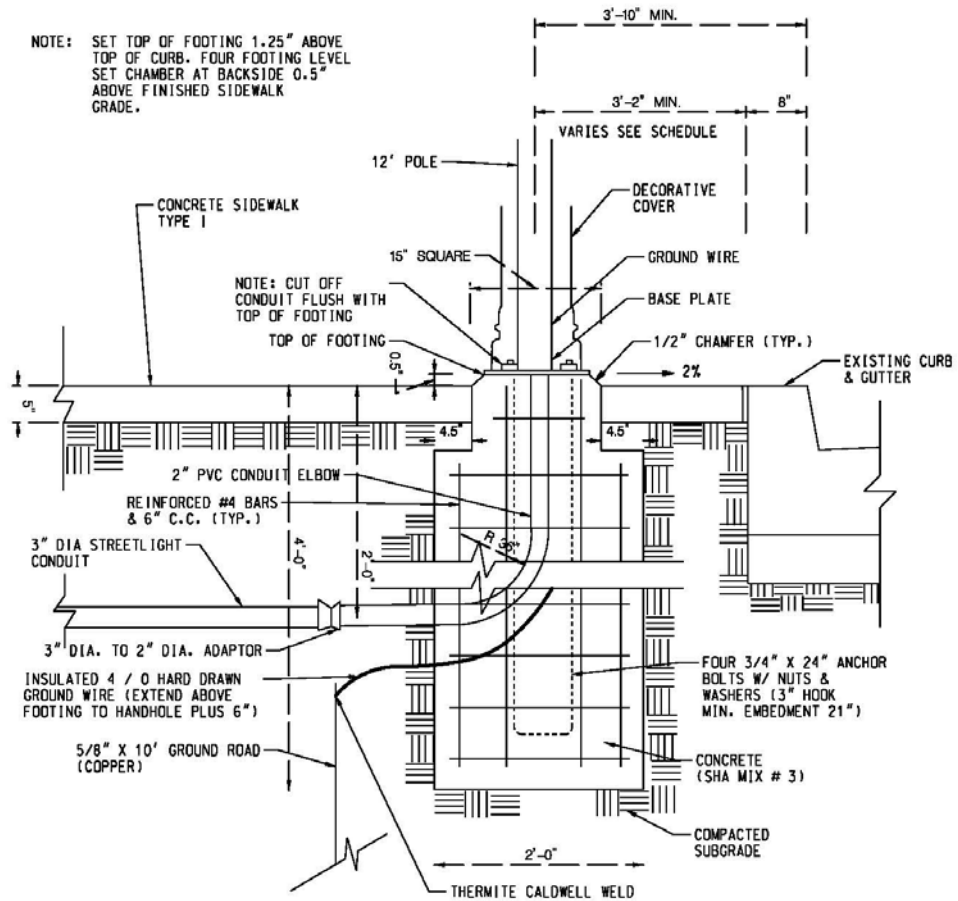 3'-10" MIN.
NOTE: SET TOP OF FOOTING 1.25" ABOVE
TOP OF CURB. FOUR FOOTING LEVEL
SET CHAMBER AT BACKSIDE 0.5"
ABOVE FINISHED SIDEWALK
GRADE.
3'-2" MIN.
8"
VARIES SEE SCHEDULE
12' POLE
DECORATIVE
COVER
CONCRETE SIDEWALK
TYPE I
15" SQUARE
GROUND WIRE
NOTE: CUT OFF
CONDUIT FLUSH WITH
TOP OF FOOTING
BASE PLATE
TOP OF FOOTING
1/2" CHAMFER (TYP.)
0.5"
2%
EXISTING CURB
& GUTTER
5"
4.5"
4.5"
2" PVC CONDUIT ELBOW
REINFORCED #4 BARS
& 6" C.C. (TYP.)
4'-0"
2'-0"
3" DIA STREETLIGHT
CONDUIT
3" DIA. TO 2" DIA. ADAPTOR
INSULATED 4 / 0 HARD DRAWN
GROUND WIRE (EXTEND ABOVE
FOOTING TO HANDHOLE PLUS 6")
FOUR 3/4" X 24" ANCHOR
BOLTS W/ NUTS &
WASHERS (3" HOOK
MIN. EMBEDMENT 21")
5/8" X 10' GROUND ROAD
(COPPER)
CONCRETE
(SHA MIX # 3)
COMPACTED
SUBGRADE
2'-0"
THERMITE CALDWELL WELD